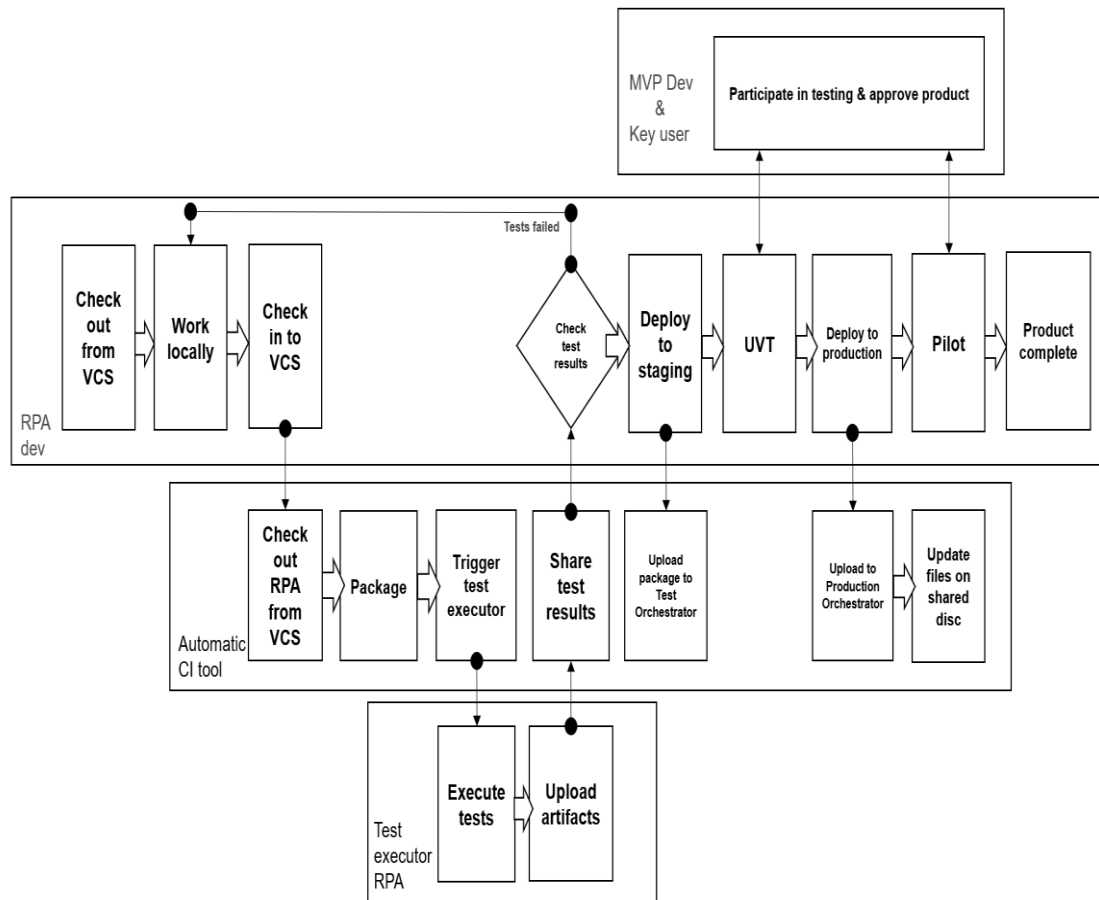 MVP Dev
&
Key user
Participate in testing & approve product
RPA
dev
Check
out
from
VCS
Work
locally
Check
in to
VCS
Tests failed
Check
test
results
Deploy
to
staging
UVT
Deploy to
production
Pilot
Product
complete
Automatic
CI tool
Check
out
RPA
from
VCS
Package
Trigger
test
executor
Share
test
results
Upload
package to
Test
Orchestrator
Upload to
Production
Orchestrator
Update
files on
shared
disc
Test
executor
RPA
Execute
tests
Upload
artifacts